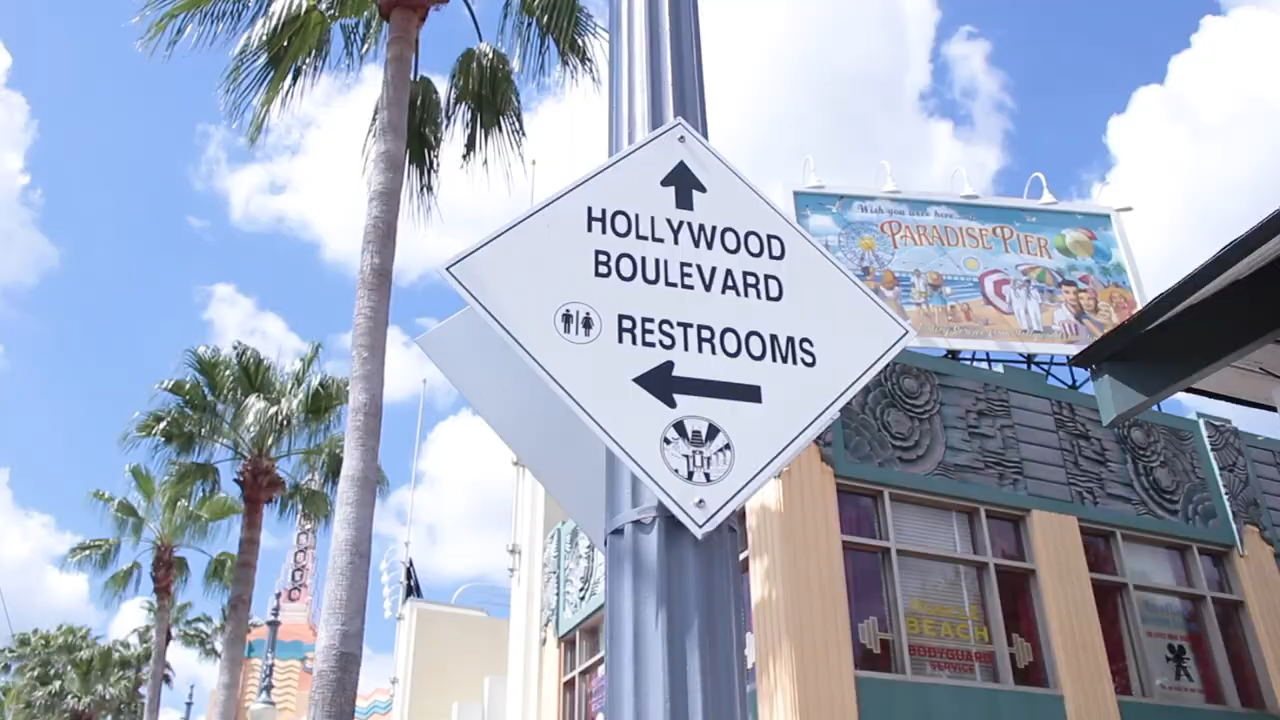 HOLLYWOOD
BOULEVARD
RESTROOMS
Wish you were here...
PARADISE PIER
BEACH
BODYGUARD
SERVICE